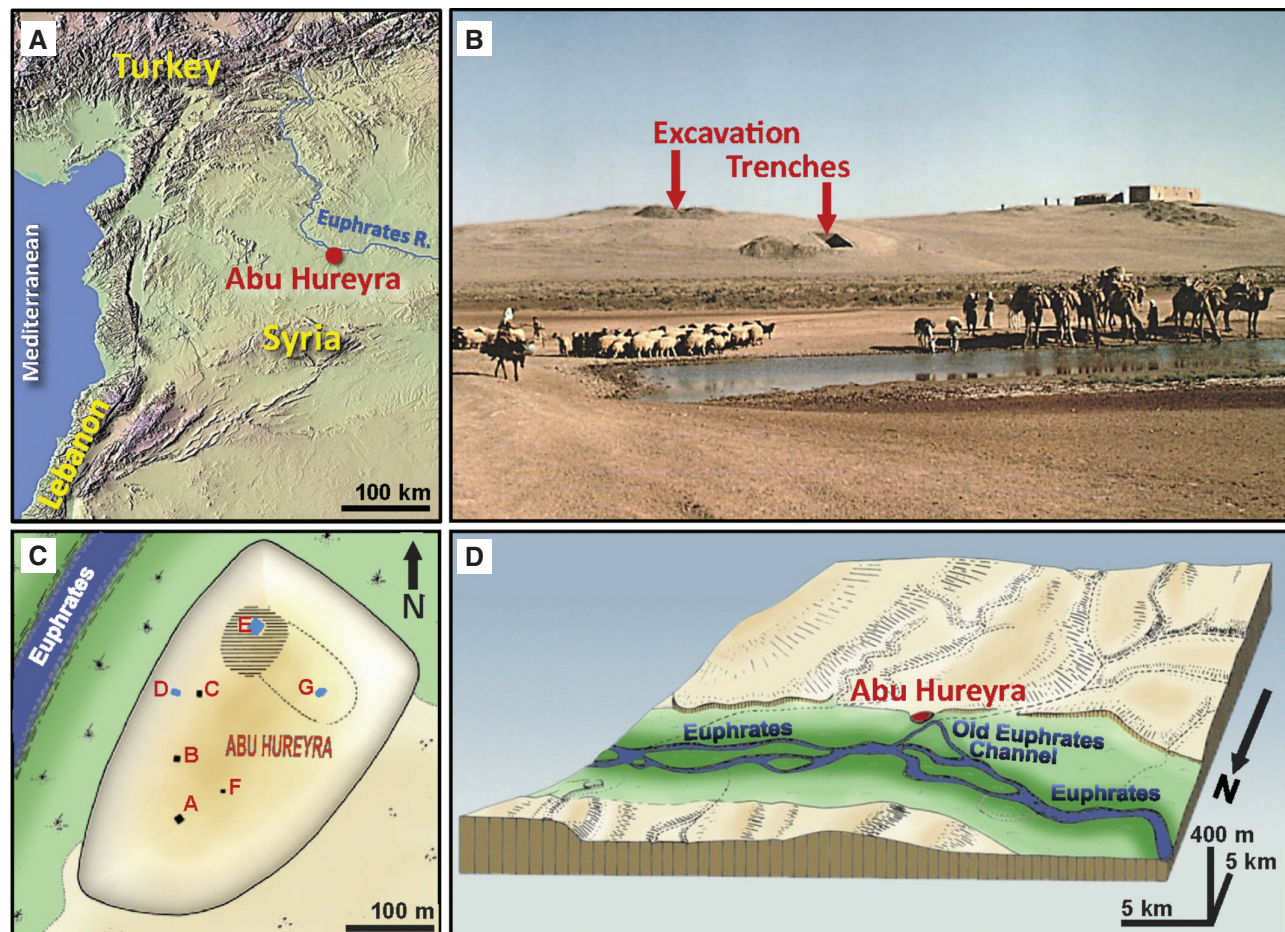 A
Turkey
Mediterranean
Euphrates R.
Abu Hureyra
Syria
Lebanon
100 km
B
Excavation
Trenches
C
N
Euphrates
E
D
C
G
ABU HUREYRA
B
F
A
100 m
D
Abu Hureyra
Euphrates
Old Euphrates
Channel
Euphrates
N
400 m
5 km
5 km